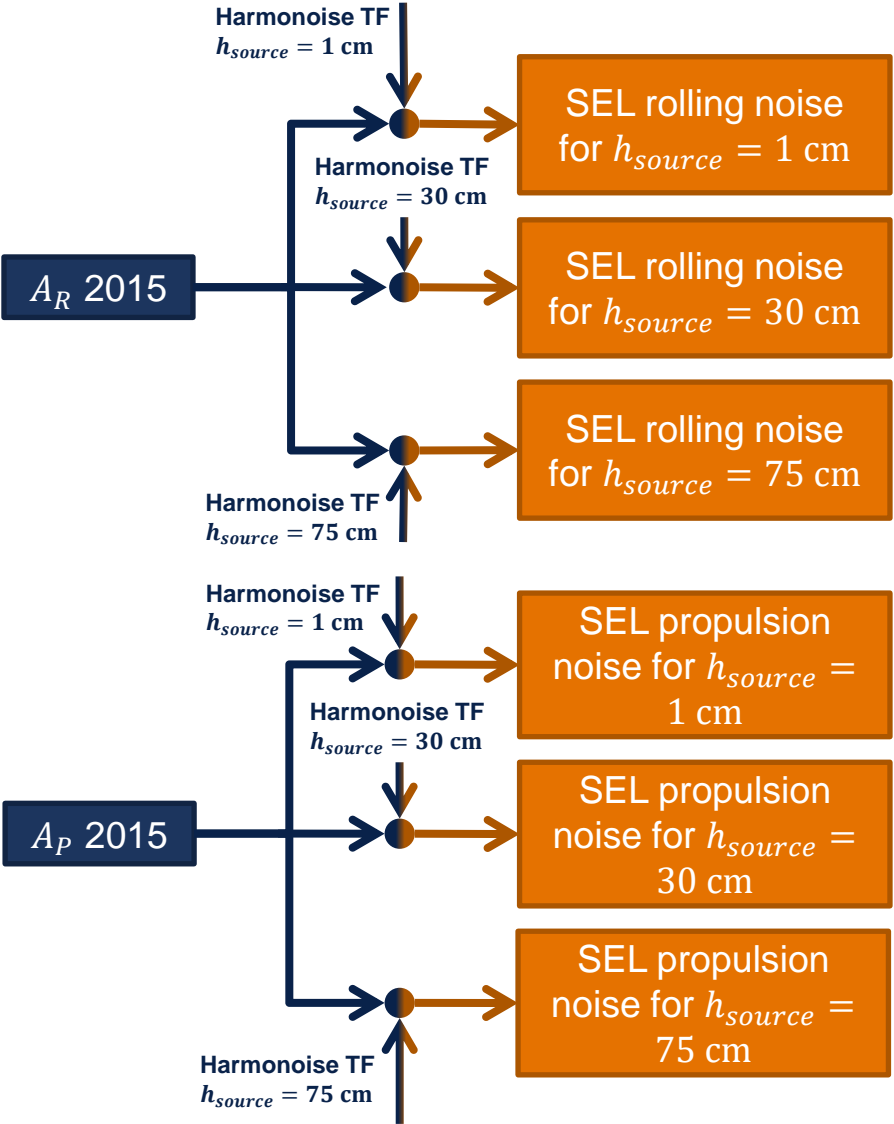 Harmonoise TF
h_source = 1 cm
SEL rolling noise
for h_source = 1 cm
Harmonoise TF
h_source = 30 cm
A_R 2015
SEL rolling noise
for h_source = 30 cm
SEL rolling noise
for h_source = 75 cm
Harmonoise TF
h_source = 75 cm
Harmonoise TF
h_source = 1 cm
SEL propulsion
noise for h_source =
1 cm
Harmonoise TF
h_source = 30 cm
A_P 2015
SEL propulsion
noise for h_source =
30 cm
SEL propulsion
noise for h_source =
75 cm
Harmonoise TF
h_source = 75 cm